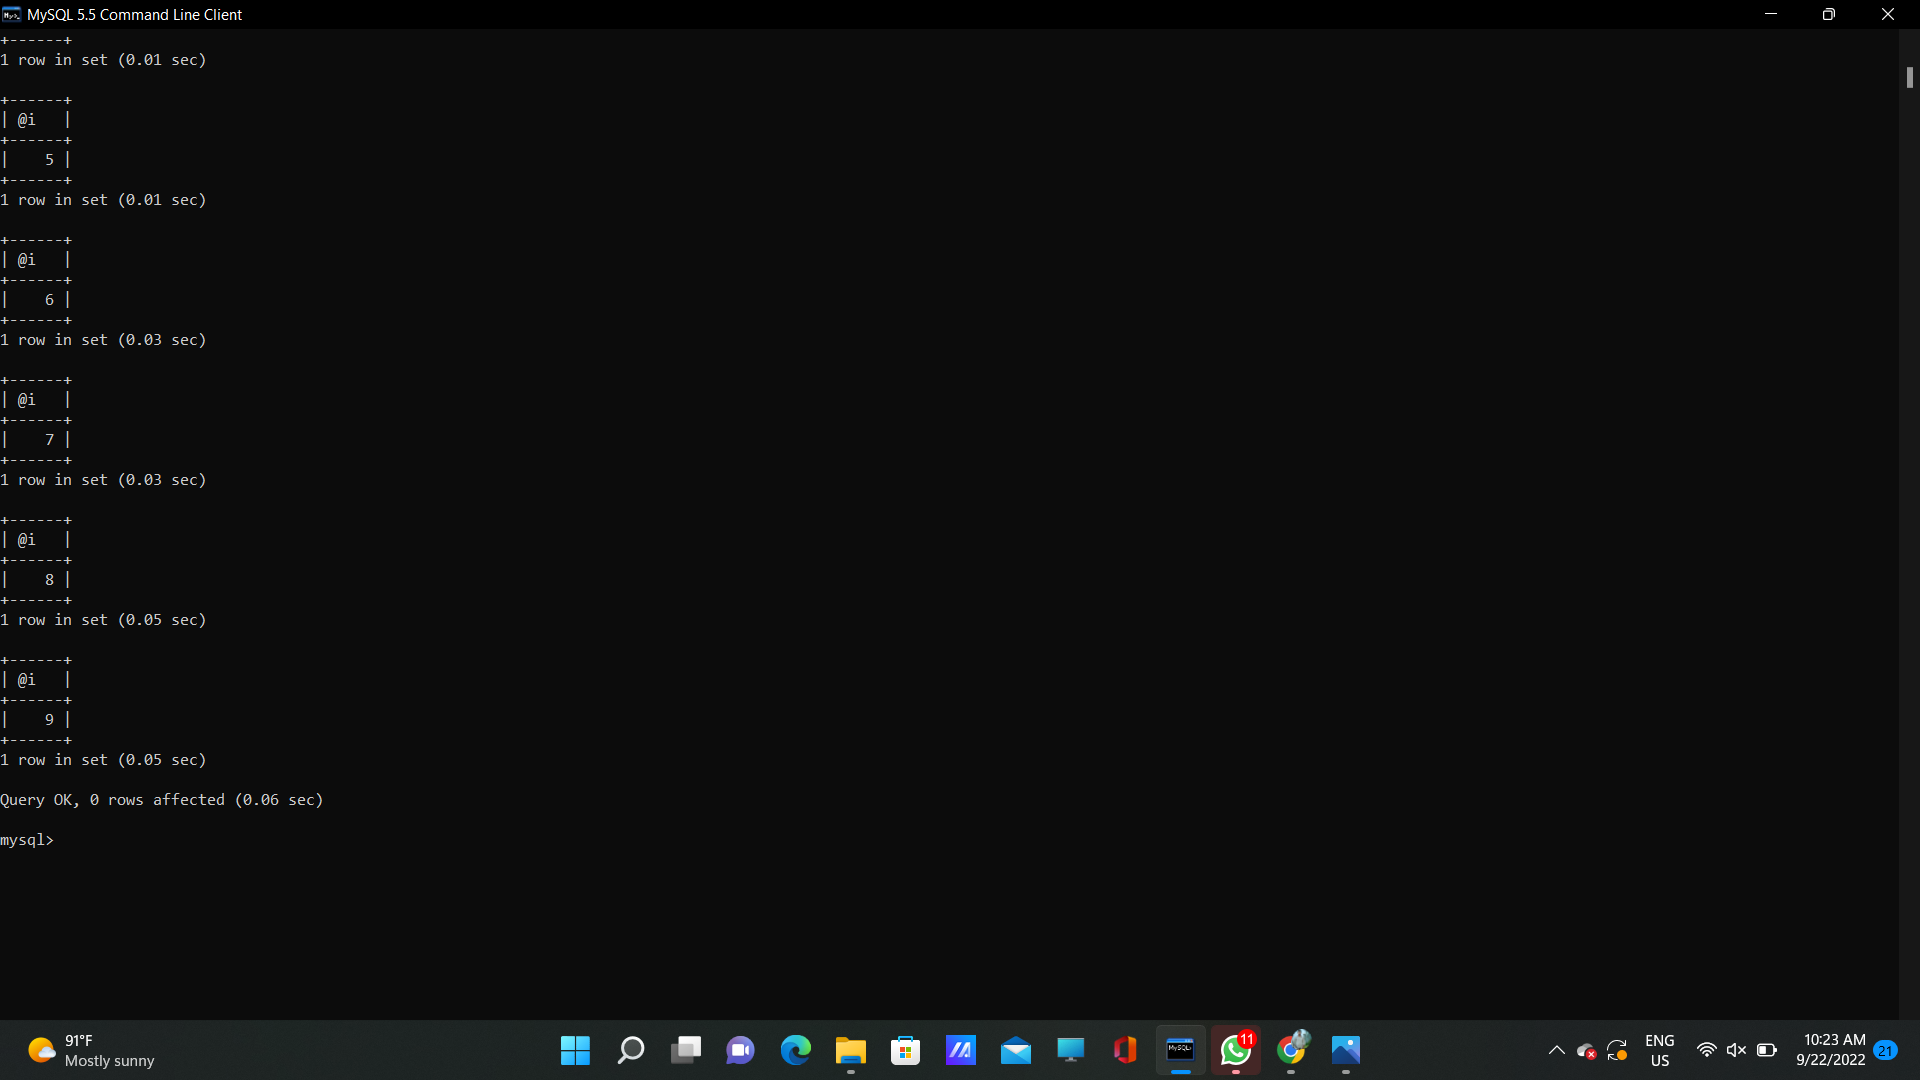 MySQL 5.5 Command Line Client
+------+
1 row in set (0.01 sec)
+------+
| @i   |
+------+
|    5 |
+------+
1 row in set (0.01 sec)
+------+
| @i   |
+------+
|    6 |
+------+
1 row in set (0.03 sec)
+------+
| @i   |
+------+
|    7 |
+------+
1 row in set (0.03 sec)
+------+
| @i   |
+------+
|    8 |
+------+
1 row in set (0.05 sec)
+------+
| @i   |
+------+
|    9 |
+------+
1 row in set (0.05 sec)
Query OK, 0 rows affected (0.06 sec)
mysql>
91°F
Mostly sunny
MySQL
11
ENG
US
10:23 AM
9/22/2022
21